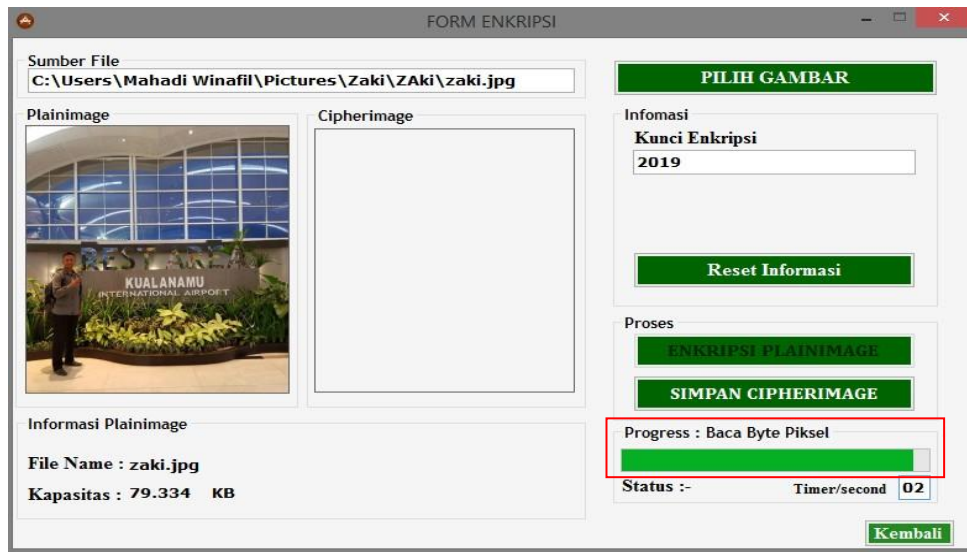 FORM ENKRIPSI
Sumber File
C:\Users\Mahadi Winafil\Pictures\Zaki\ZAki\zaki.jpg
PILIH GAMBAR
Plainimage
Cipherimage
Infomasi
Kunci Enkripsi
2019
REST AREA
KUALANAMU
INTERNATIONAL AIRPORT
Reset Informasi
Proses
ENKRIPSI PLAINIMAGE
SIMPAN CIPHERIMAGE
Informasi Plainimage
File Name : zaki.jpg
Kapasitas : 79.334 KB
Progress : Baca Byte Piksel
Status :- Timer/second 02
Kembali